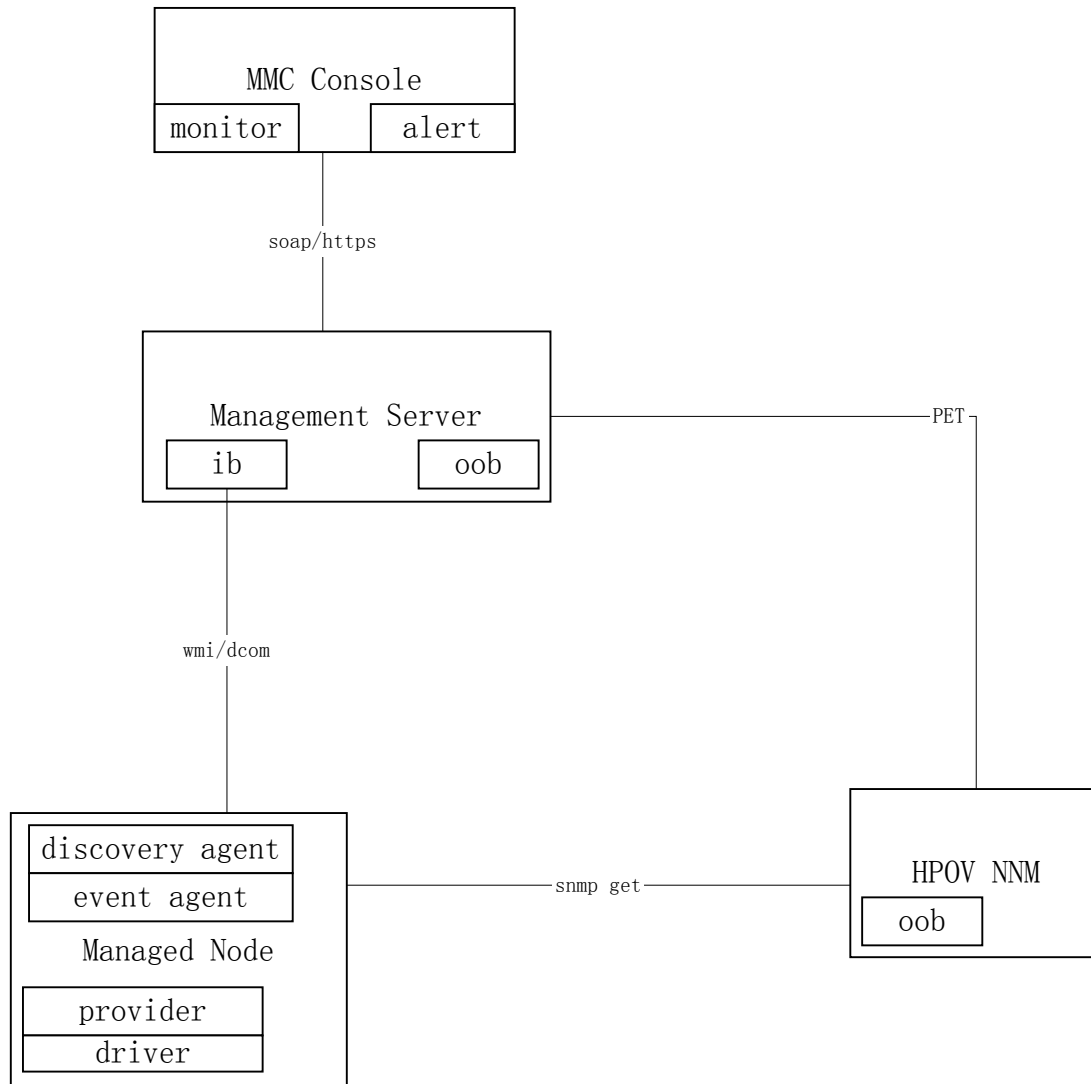 MMC Console
monitor
alert
soap/https
Management Server
ib
oob
PET
wmi/dcom
discovery agent
event agent
Managed Node
provider
driver
snmp get
HPOV NNM
oob